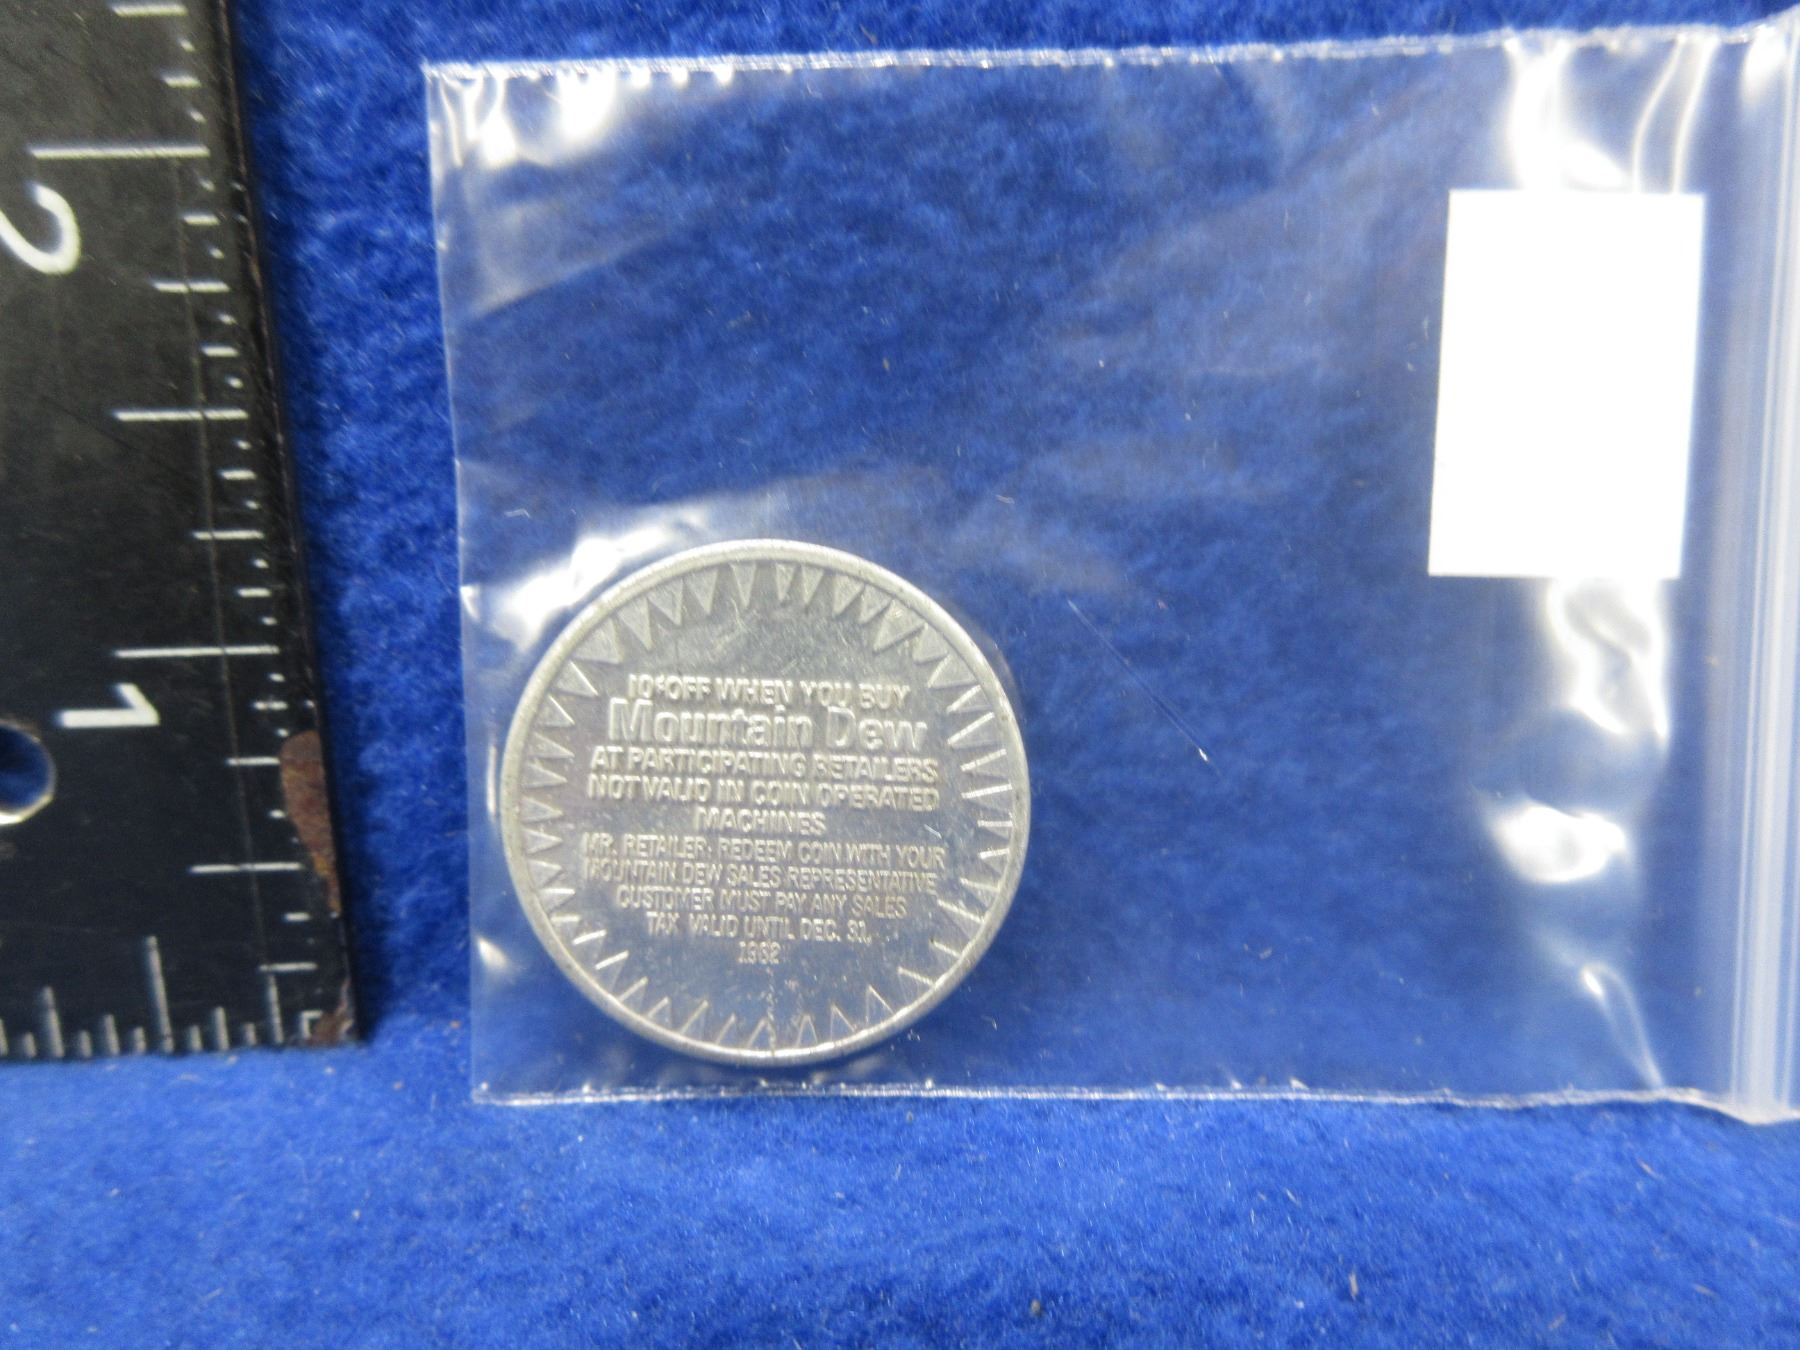 10¢ OFF WHEN YOU BUY
Mountain Dew
AT PARTICIPATING RETAILERS
NOT VALID IN COIN OPERATED
MACHINES
MR. RETAILER: REDEEM COIN WITH YOUR
MOUNTAIN DEW SALES REPRESENTATIVE
CUSTOMER MUST PAY ANY SALES
TAX VALID UNTIL DEC. 31,
1982
2
1